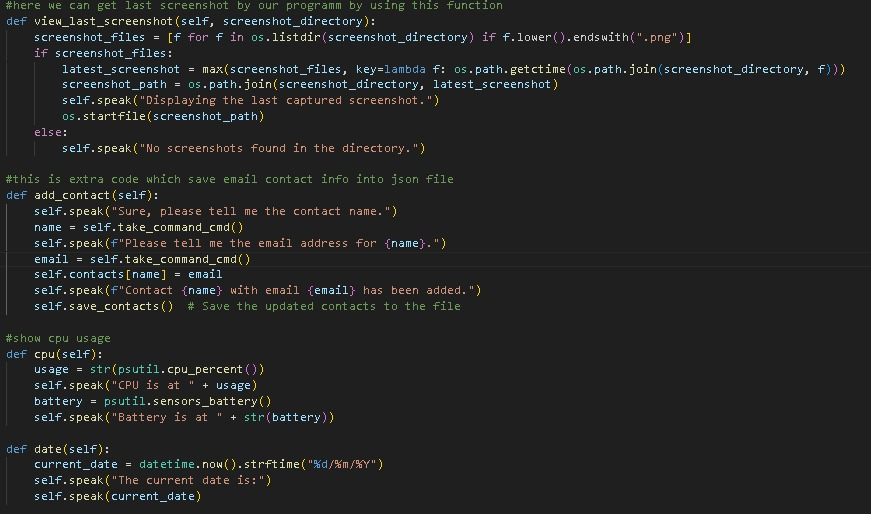 #here we can get last screenshot by our programm by using this function
def view_last_screenshot(self, screenshot_directory):
    screenshot_files = [f for f in os.listdir(screenshot_directory) if f.lower().endswith(".png")]
    if screenshot_files:
        latest_screenshot = max(screenshot_files, key=lambda f: os.path.getctime(os.path.join(screenshot_directory, f)))
        screenshot_path = os.path.join(screenshot_directory, latest_screenshot)
        self.speak("Displaying the last captured screenshot.")
        os.startfile(screenshot_path)
    else:
        self.speak("No screenshots found in the directory.")

#this is extra code which save email contact info into json file
def add_contact(self):
    self.speak("Sure, please tell me the contact name.")
    name = self.take_command_cmd()
    self.speak(f"Please tell me the email address for {name}.")
    email = self.take_command_cmd()
    self.contacts[name] = email
    self.speak(f"Contact {name} with email {email} has been added.")
    self.save_contacts()  # Save the updated contacts to the file

#show cpu usage
def cpu(self):
    usage = str(psutil.cpu_percent())
    self.speak("CPU is at " + usage)
    battery = psutil.sensors_battery()
    self.speak("Battery is at " + str(battery))

def date(self):
    current_date = datetime.now().strftime("%d/%m/%Y")
    self.speak("The current date is:")
    self.speak(current_date)